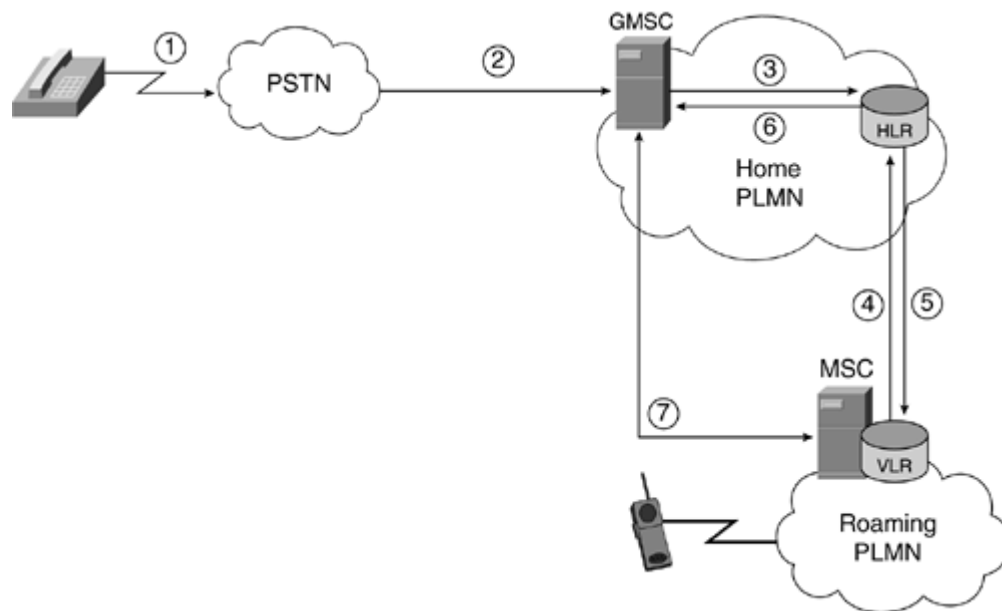 1
PSTN
2
GMSC
3
6
HLR
Home
PLMN
4
5
MSC
7
VLR
Roaming
PLMN